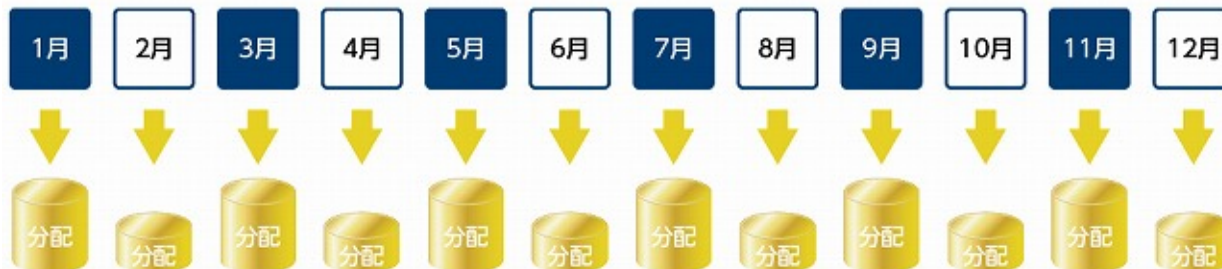 1月 2月 3月 4月 5月 6月 7月 8月 9月 10月 11月 12月
分配 分配 分配 分配 分配 分配 分配 分配 分配 分配 分配 分配